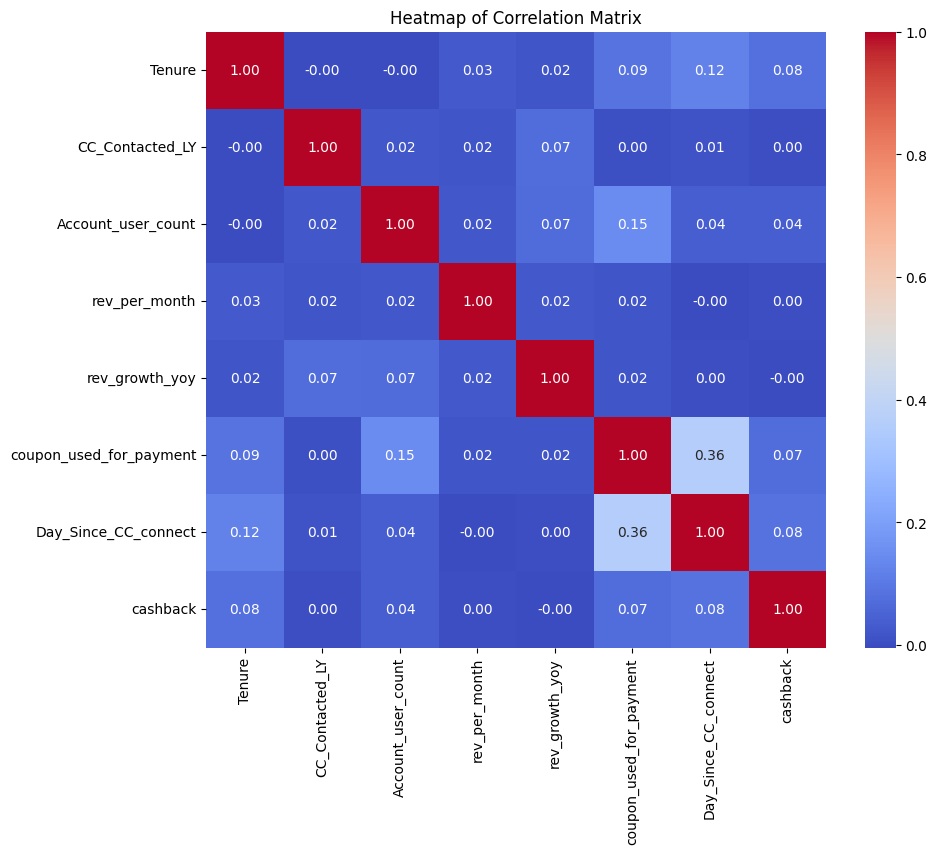 Heatmap of Correlation Matrix
Tenure 1.00 -0.00 -0.00 0.03 0.02 0.09 0.12 0.08
CC_Contacted_LY -0.00 1.00 0.02 0.02 0.07 0.00 0.01 0.00
Account_user_count -0.00 0.02 1.00 0.02 0.07 0.15 0.04 0.04
rev_per_month 0.03 0.02 0.02 1.00 0.02 0.02 -0.00 0.00
rev_growth_yoy 0.02 0.07 0.07 0.02 1.00 0.02 0.00 -0.00
coupon_used_for_payment 0.09 0.00 0.15 0.02 0.02 1.00 0.36 0.07
Day_Since_CC_connect 0.12 0.01 0.04 -0.00 0.00 0.36 1.00 0.08
cashback 0.08 0.00 0.04 0.00 -0.00 0.07 0.08 1.00
Tenure
CC_Contacted_LY
Account_user_count
rev_per_month
rev_growth_yoy
coupon_used_for_payment
Day_Since_CC_connect
cashback
1.0
0.8
0.6
0.4
0.2
0.0